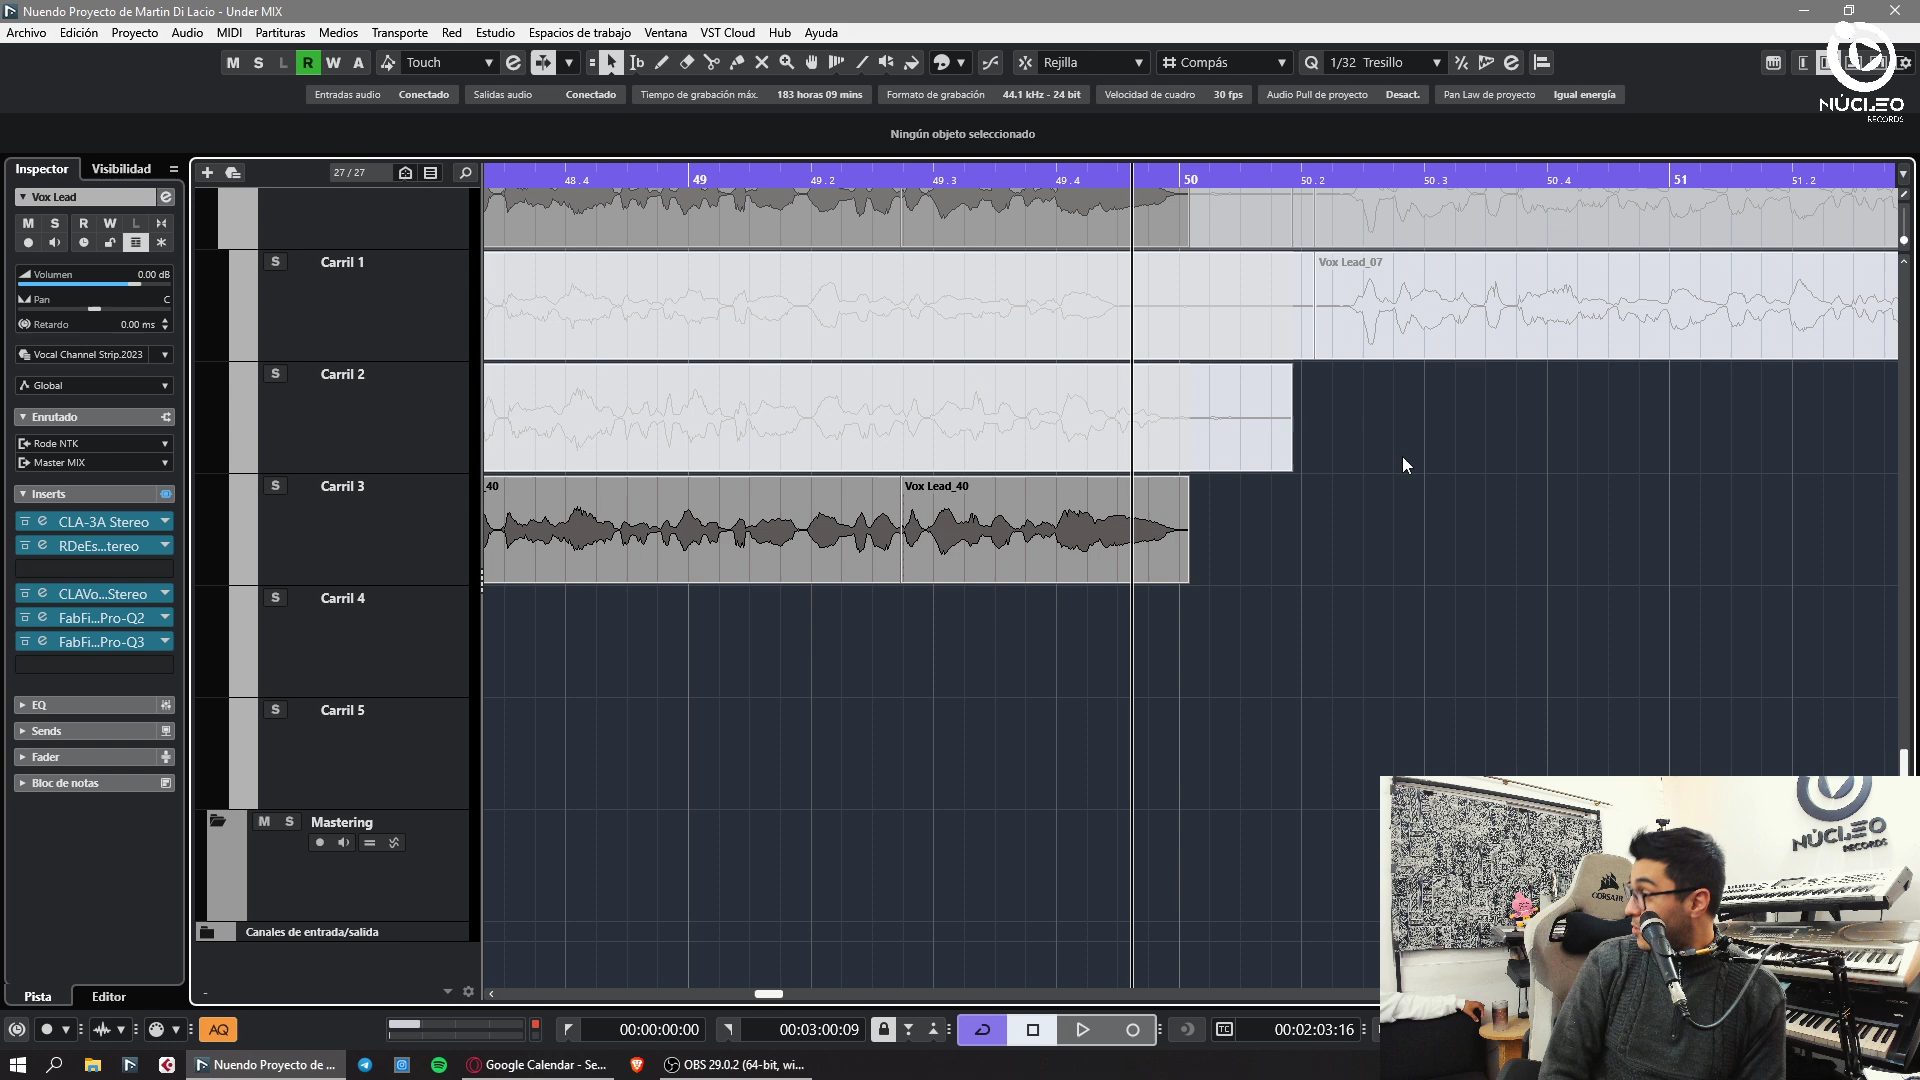 Nuendo Proyecto de Martin Di Lacio - Under MIX
Archivo Edición Proyecto Audio MIDI Partituras Medios Transporte Red Estudio Espacios de trabajo Ventana VST Cloud Hub Ayuda
M S L R W A Touch Rejilla Compás 1/32 Tresillo
NÚCLEO
RECORDS
Entradas audio Conectado Salidas audio Conectado Tiempo de grabación máx. 183 horas 09 mins Formato de grabación 44.1 kHz - 24 bit Velocidad de cuadro 30 fps Audio Pull de proyecto Desact. Pan Law de proyecto Igual energía
Ningún objeto seleccionado
Inspector Visibilidad
27 / 27
48.4 49 49.2 49.3 49.4 50 50.2 50.3 50.4 51 51.2
Vox Lead
M S R W L
Volumen 0.00 dB
Pan C
Retardo 0.00 ms
Vocal Channel Strip.2023
Global
Enrutado
Rode NTK
Master MIX
Inserts
CLA-3A Stereo
RDeEs...tereo
CLAVo...Stereo
FabFi...Pro-Q2
FabFi...Pro-Q3
EQ
Sends
Fader
Bloc de notas
S Carril 1
Vox Lead_07
S Carril 2
S Carril 3
_40
Vox Lead_40
S Carril 4
S Carril 5
M S Mastering
Canales de entrada/salida
NÚCLEO
RECORDS
CORSAIR
Pista Editor
AQ 00:00:00:00 00:03:00:09 TC 00:02:03:16
Nuendo Proyecto de ... Google Calendar - Se... OBS 29.0.2 (64-bit, wi...